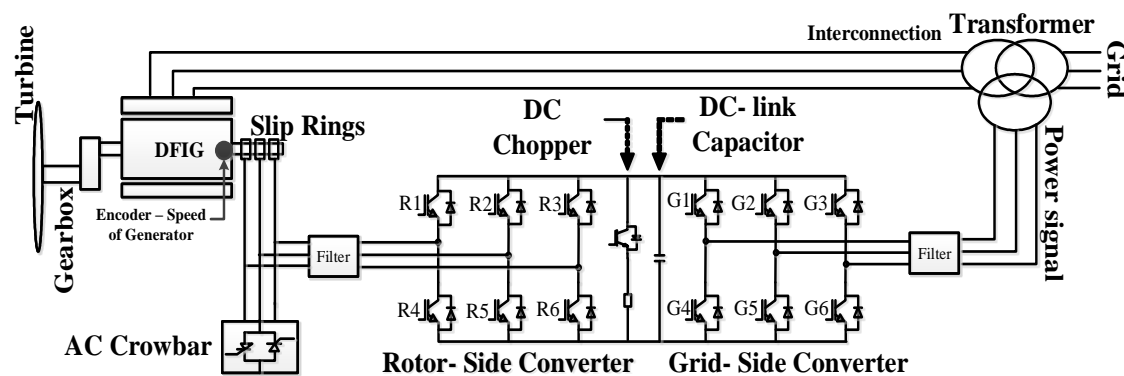 Turbine
Gearbox
DFIG
Encoder – Speed
of Generator
Slip Rings
AC Crowbar
Filter
R1
R2
R3
R4
R5
R6
Rotor- Side Converter
DC
Chopper
DC- link
Capacitor
G1
G2
G3
G4
G5
G6
Grid- Side Converter
Filter
Interconnection
Transformer
Grid
Power signal